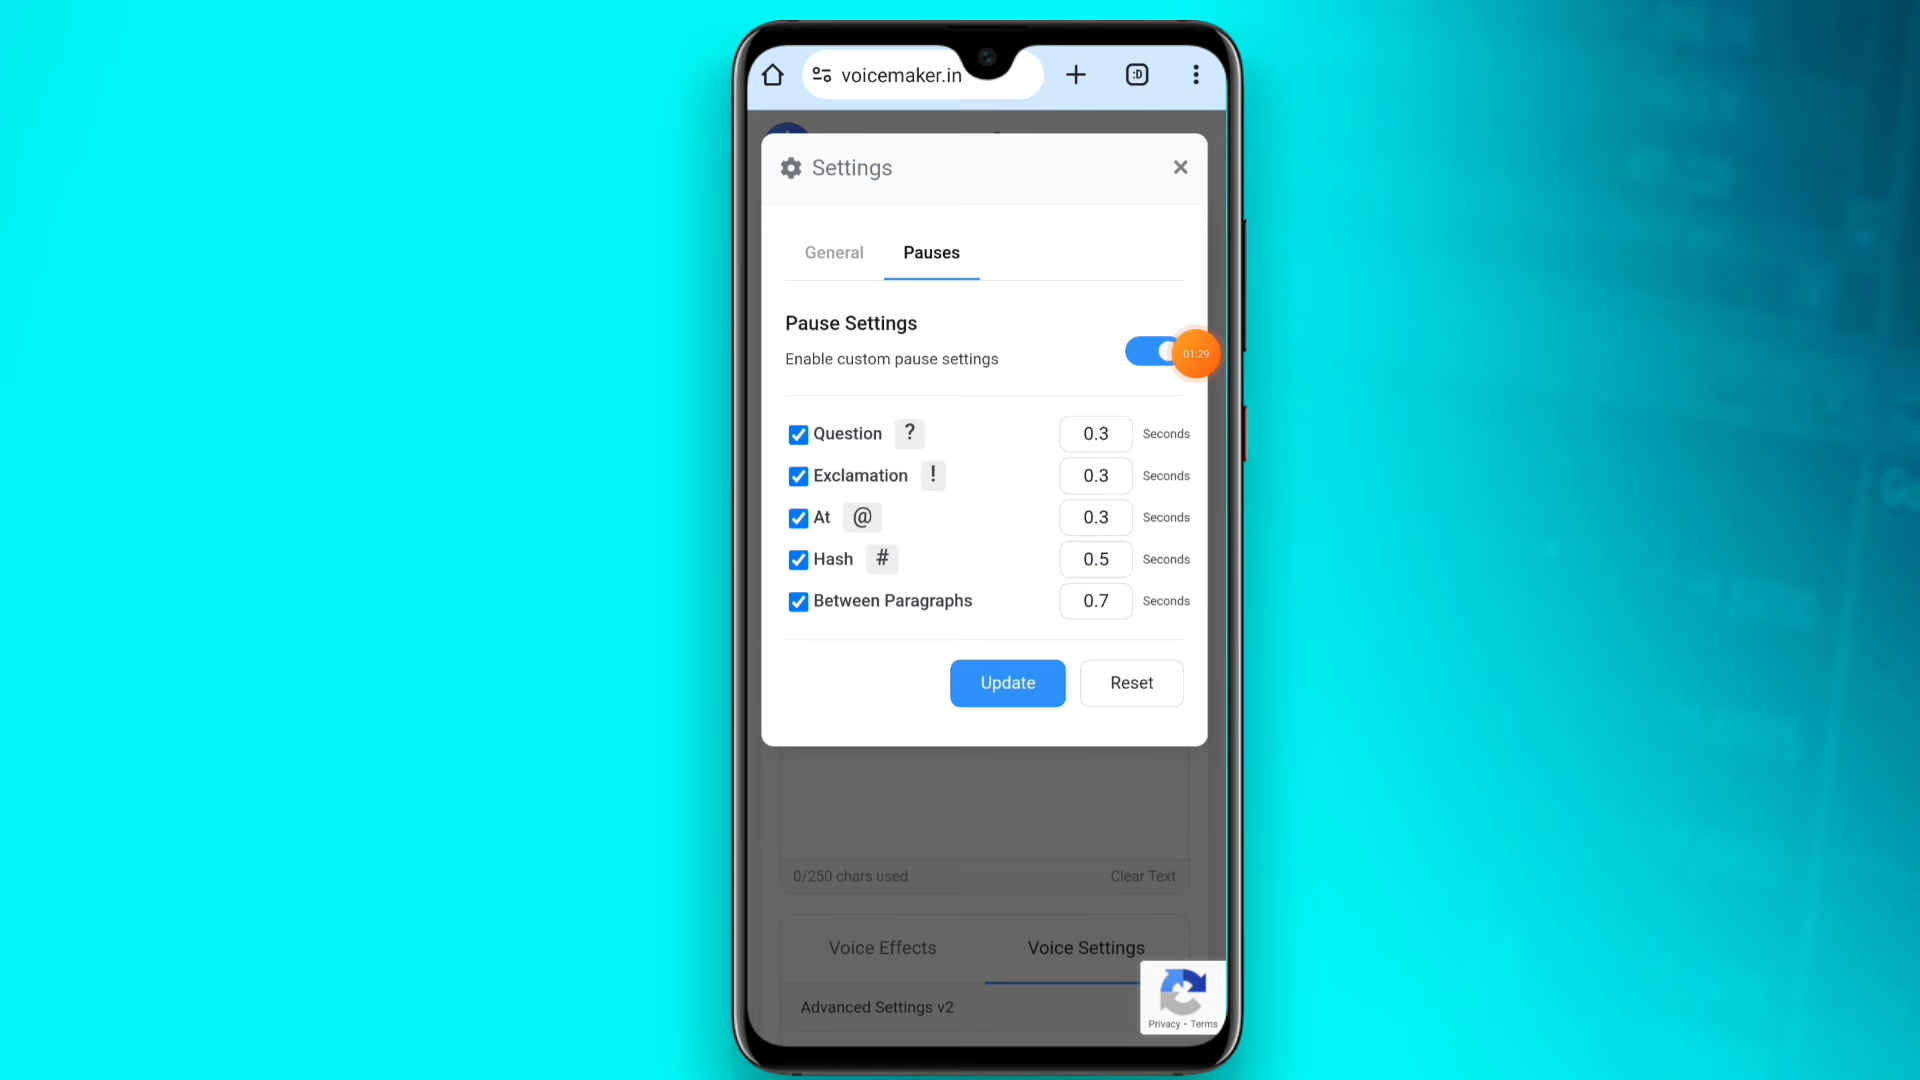 voicemaker.in
:D
Settings
General Pauses
Pause Settings
Enable custom pause settings
01:29
Question ? 0.3 Seconds
Exclamation ! 0.3 Seconds
At @ 0.3 Seconds
Hash # 0.5 Seconds
Between Paragraphs 0.7 Seconds
Update Reset
0/250 chars used Clear Text
Voice Effects Voice Settings
Advanced Settings v2
Privacy - Terms